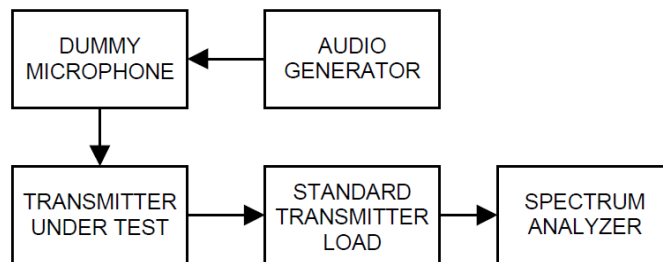 DUMMY
MICROPHONE
AUDIO
GENERATOR
TRANSMITTER
UNDER TEST
STANDARD
TRANSMITTER
LOAD
SPECTRUM
ANALYZER